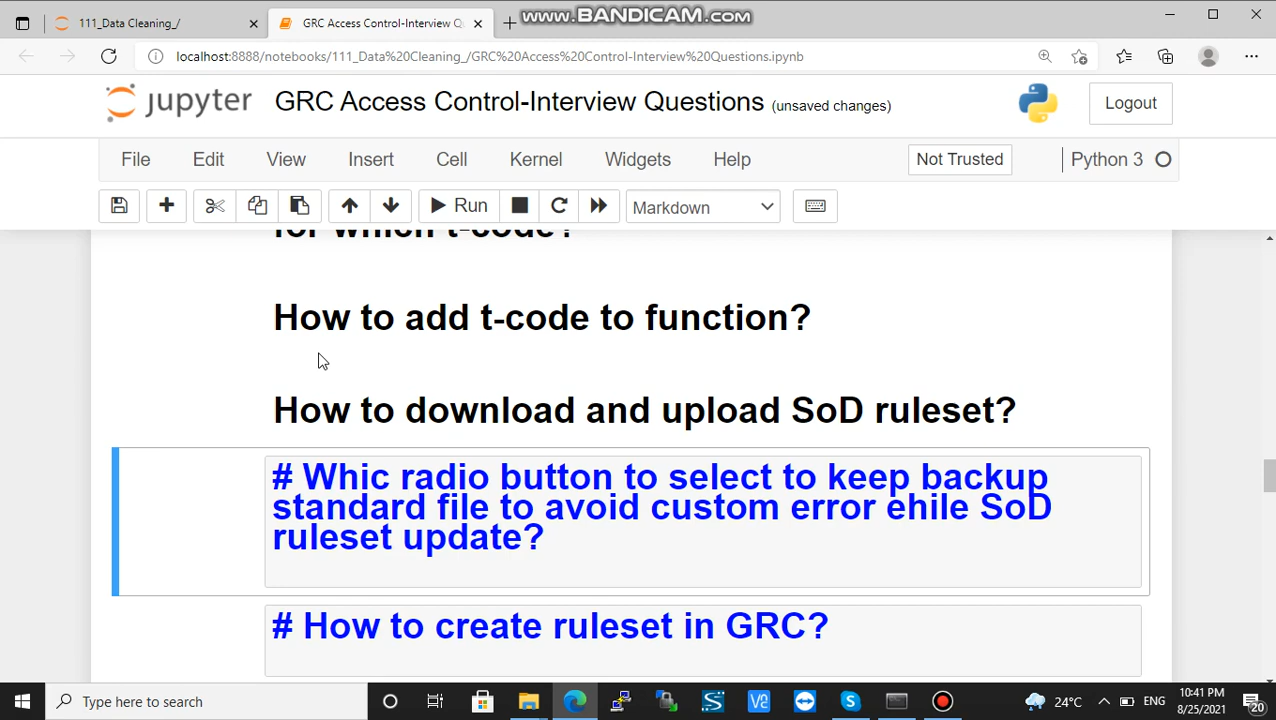 www.BANDICAM.com
111_Data Cleaning_/
GRC Access Control-Interview Qu
localhost:8888/notebooks/111_Data%20Cleaning_/GRC%20Access%20Control-Interview%20Questions.ipynb
jupyter
GRC Access Control-Interview Questions (unsaved changes)
Logout
File Edit View Insert Cell Kernel Widgets Help
Not Trusted
Python 3
Run
Markdown
for which t-code?
How to add t-code to function?
How to download and upload SoD ruleset?
# Whic radio button to select to keep backup
standard file to avoid custom error ehile SoD
ruleset update?
# How to create ruleset in GRC?
Type here to search
24°C
ENG
10:41 PM
8/25/2021
20